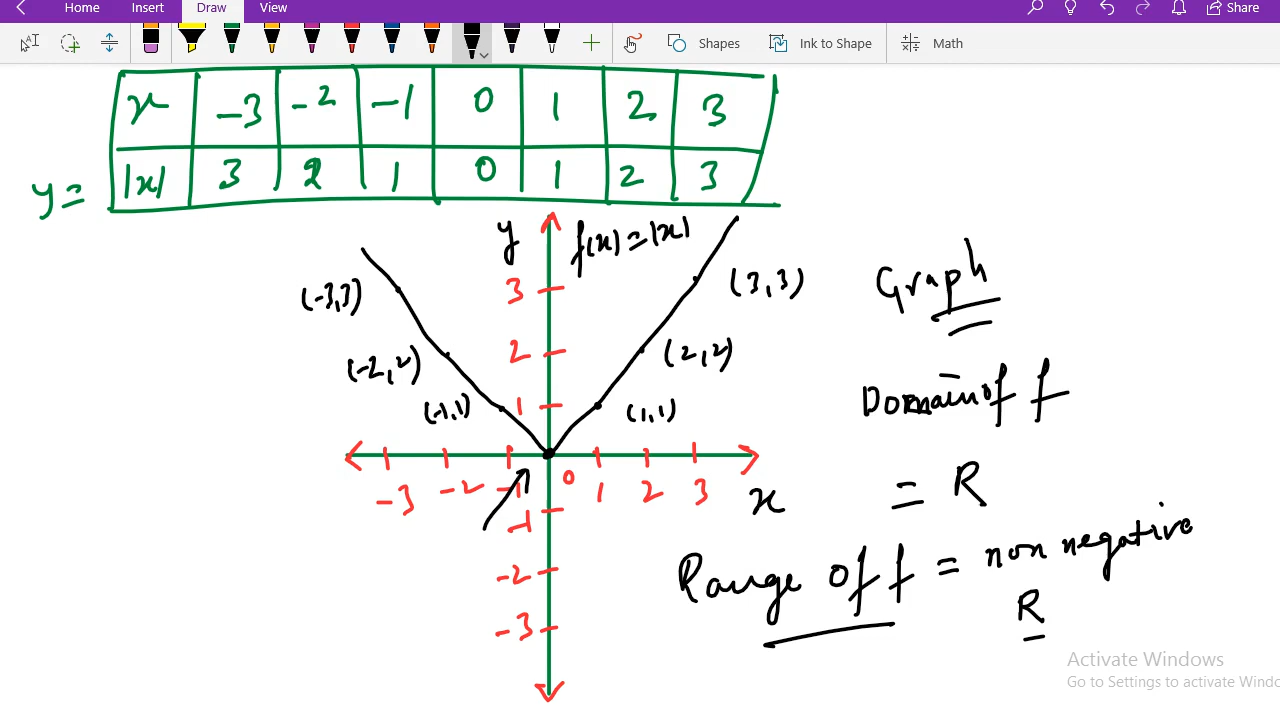 Home Insert Draw View Share
Shapes Ink to Shape Math
x -3 -2 -1 0 1 2 3
y = |x| 3 2 1 0 1 2 3
y f(x)=|x|
3
2
1
(-3,3)
(-2,2)
(-1,1)
(3,3)
(2,2)
(1,1)
-3 -2 -1 0 1 2 3 x
-1
-2
-3
Graph
Domain of f
= R
Range of f = non negative
R
Activate Windows
Go to Settings to activate Windo